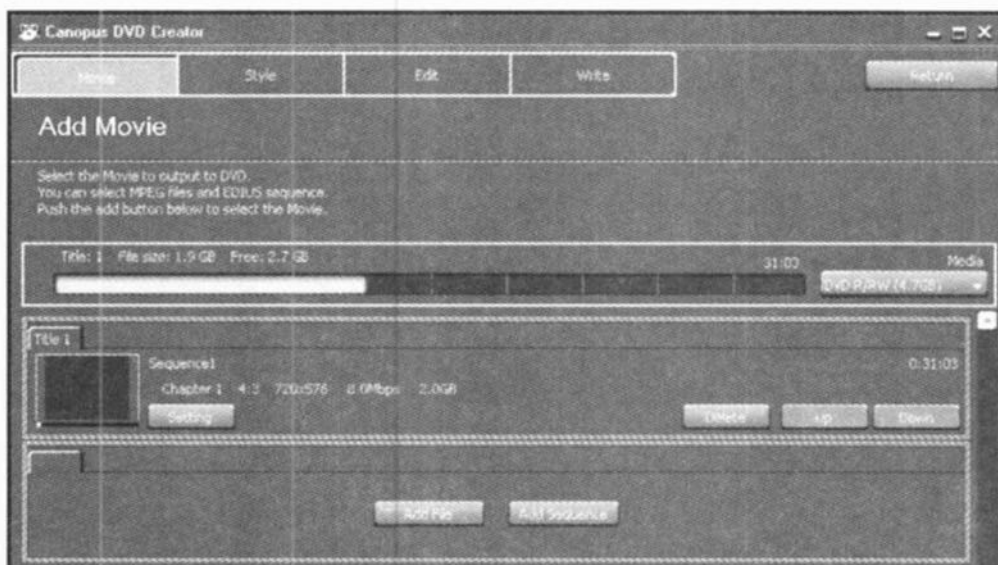 Canopus DVD Creator
Movie Style Edit Write Return
Add Movie
Select the Movie to output to DVD.
You can select MPEG files and EDIUS sequence.
Push the add button below to select the Movie.
Title: 1 File size: 1.9 GB Free: 2.7 GB 31:03 Media
DVD R/RW (4.7GB)
Title 1
Sequence1 0:31:03
Chapter 1 4:3 720x576 8.0Mbps 2.0GB
Setting Delete Up Down
Add File Add Sequence